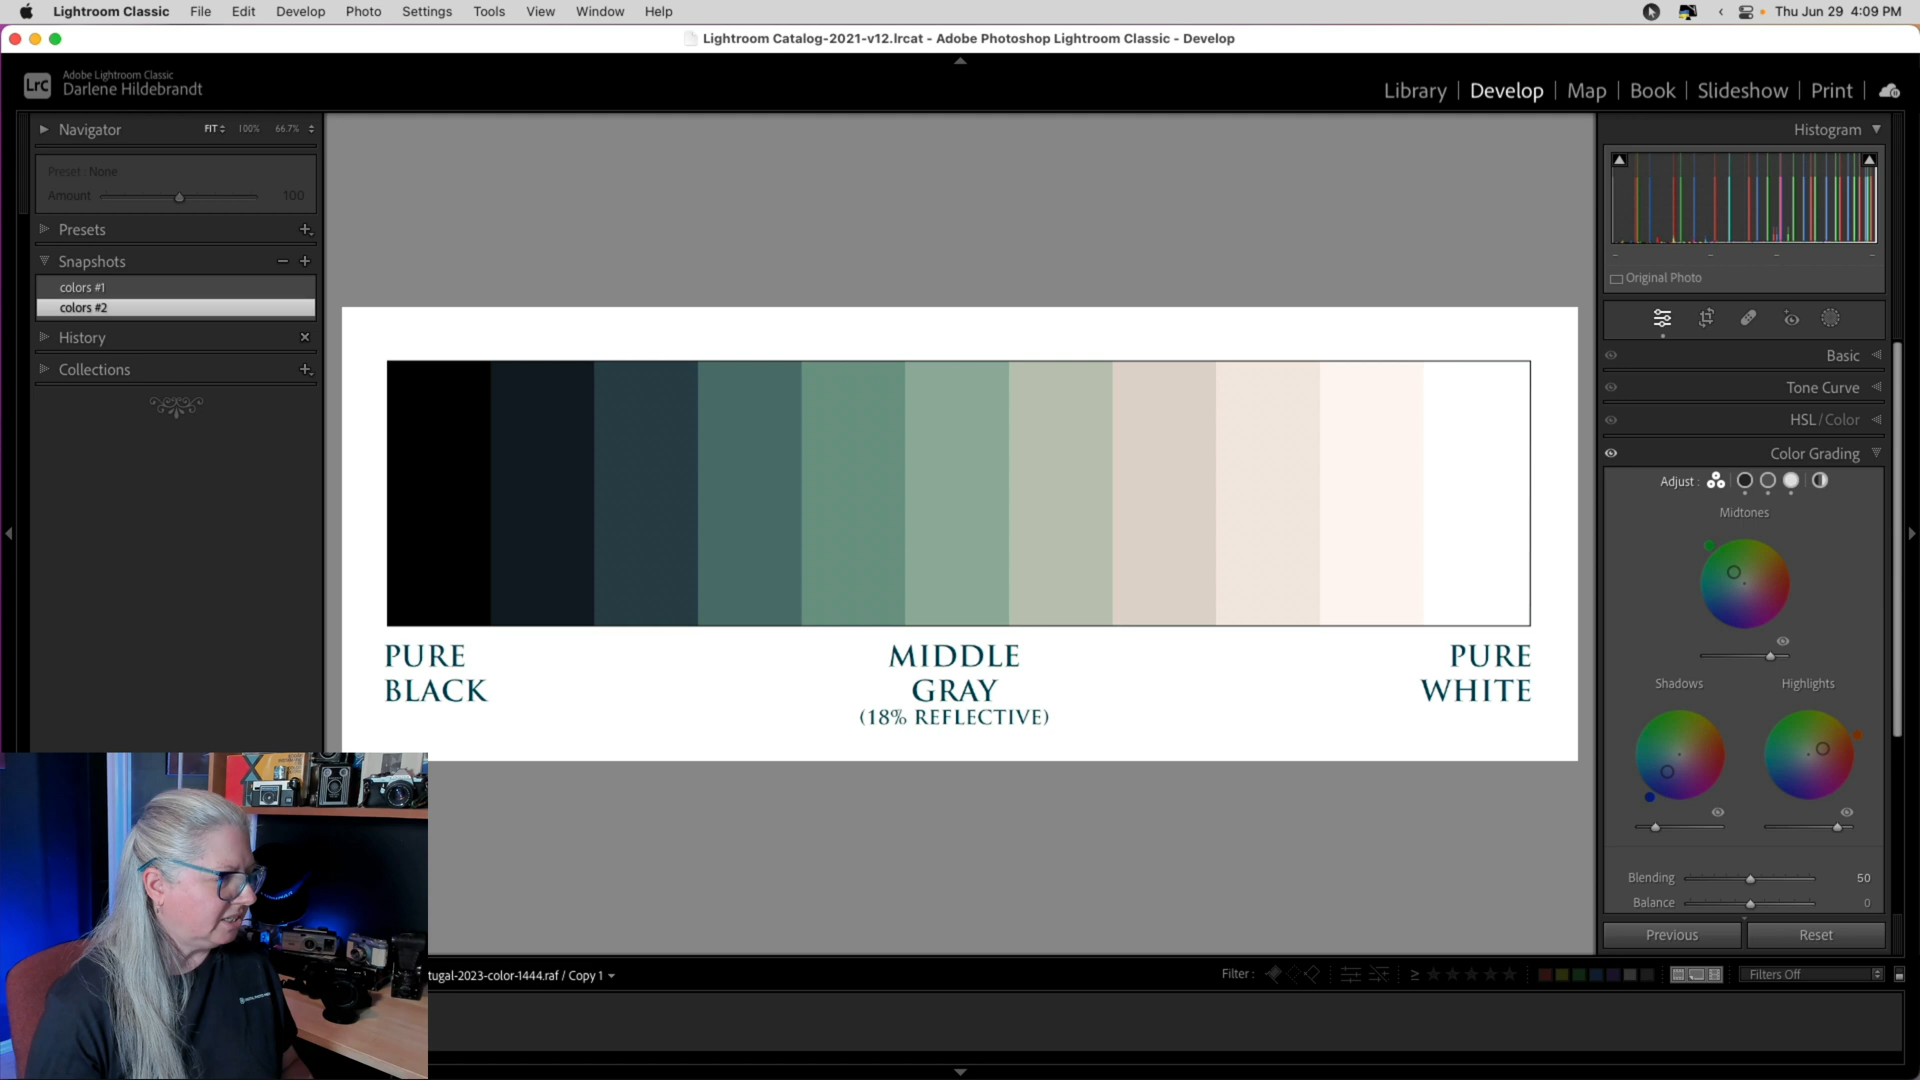 Lightroom Classic File Edit Develop Photo Settings Tools View Window Help Thu Jun 29 4:09 PM
Lightroom Catalog-2021-v12.lrcat - Adobe Photoshop Lightroom Classic - Develop
Lrc
Adobe Lightroom Classic
Darlene Hildebrandt
Library | Develop | Map | Book | Slideshow | Print |
Navigator FIT 100% 66.7%
Preset : None
Amount 100
Presets
Snapshots
colors #1
colors #2
History
Collections
PURE
BLACK
MIDDLE
GRAY
(18% REFLECTIVE)
PURE
WHITE
Histogram
Original Photo
Basic
Tone Curve
HSL / Color
Color Grading
Adjust :
Midtones
Shadows Highlights
Blending 50
Balance 0
Previous Reset
tugal-2023-color-1444.raf / Copy 1
Filter : ≥ Filters Off